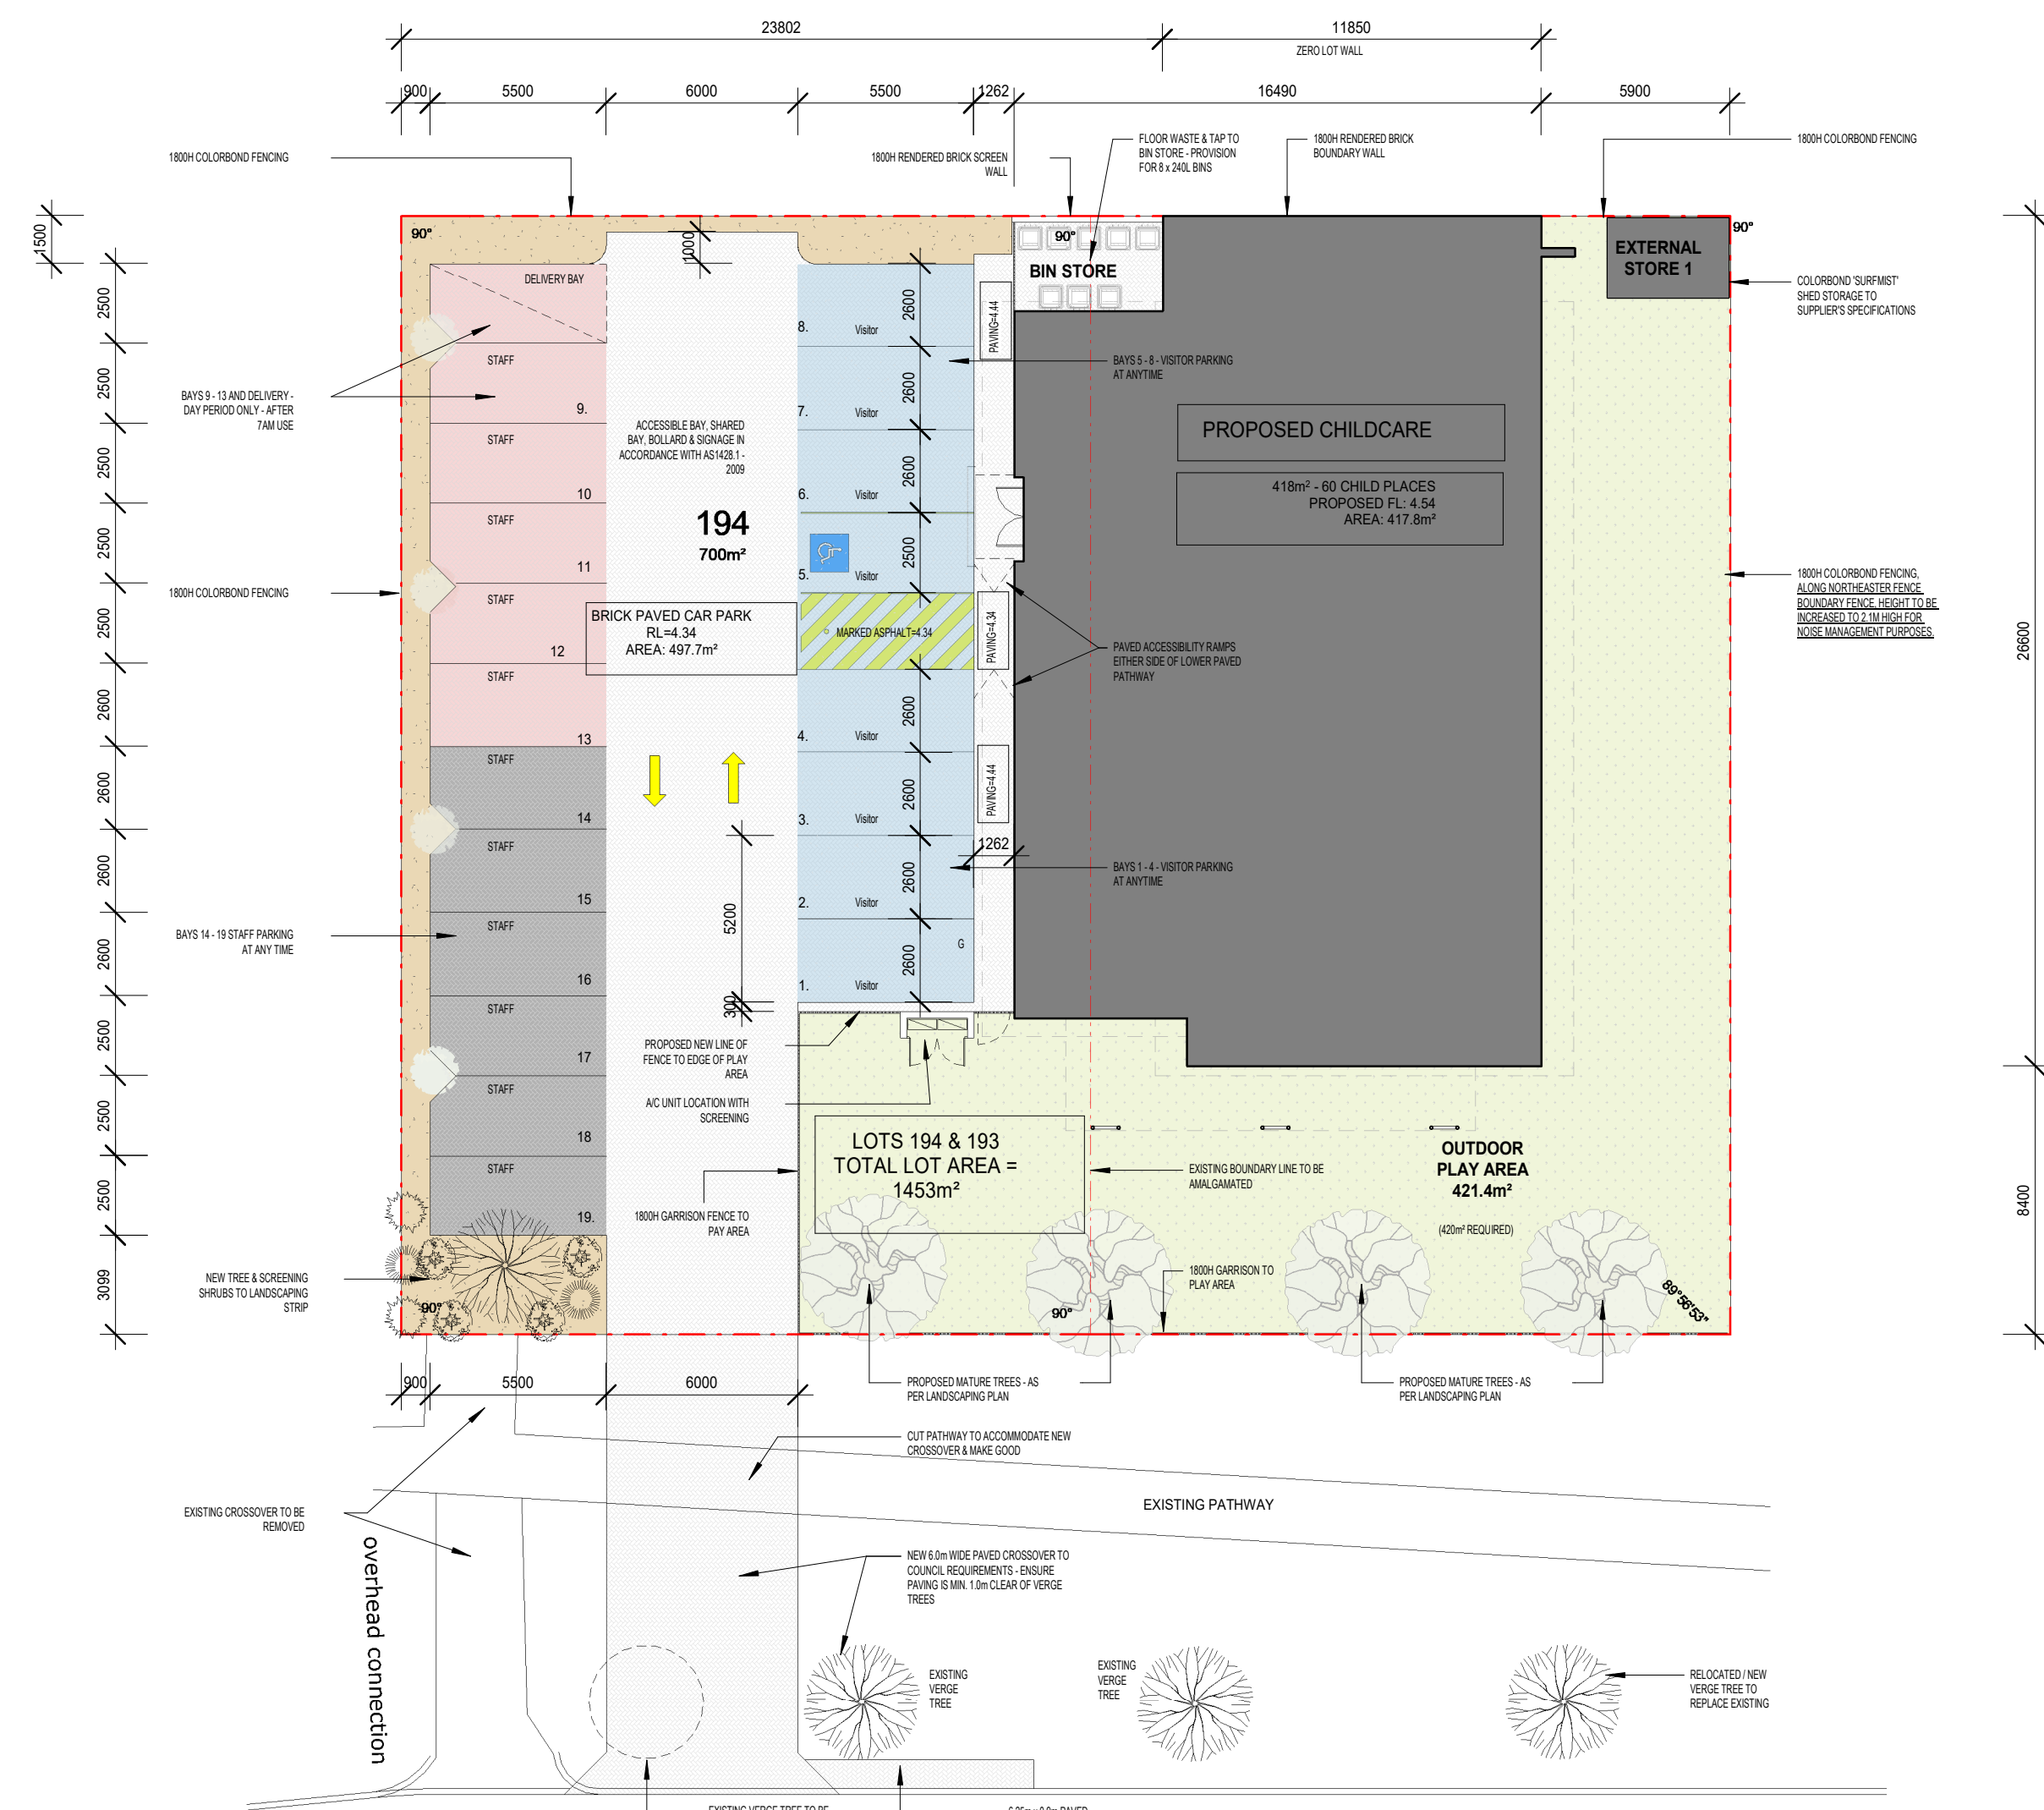 23802
11850
ZERO LOT WALL
900
5500
6000
5500
1262
16490
5900
1800H COLORBOND FENCING
1800H RENDERED BRICK SCREEN
WALL
FLOOR WASTE & TAP TO
BIN STORE - PROVISION
FOR 8 x 240L BINS
1800H RENDERED BRICK
BOUNDARY WALL
1800H COLORBOND FENCING
1500
90°
1000
90°
BIN STORE
EXTERNAL
STORE 1
90°
COLORBOND 'SURFMIST'
SHED STORAGE TO
SUPPLIER'S SPECIFICATIONS
2500
2500
2500
2500
2500
2600
2600
2600
2600
2500
2500
2500
3099
DELIVERY BAY
STAFF
9.
STAFF
10
STAFF
11
STAFF
12
STAFF
13
STAFF
14
STAFF
15
STAFF
16
STAFF
17
STAFF
18
STAFF
19.
BAYS 9 - 13 AND DELIVERY -
DAY PERIOD ONLY - AFTER
7AM USE
1800H COLORBOND FENCING
BAYS 14 - 19 STAFF PARKING
AT ANY TIME
NEW TREE & SCREENING
SHRUBS TO LANDSCAPING
STRIP
90°
ACCESSIBLE BAY, SHARED
BAY, BOLLARD & SIGNAGE IN
ACCORDANCE WITH AS1428.1 -
2009
194
700m²
BRICK PAVED CAR PARK
RL=4.34
AREA: 497.7m²
8.
Visitor
2600
7.
Visitor
2600
6.
Visitor
2600
5.
Visitor
2500
MARKED ASPHALT=4.34
4.
Visitor
2600
3.
Visitor
2600
2.
Visitor
2600
G
1.
Visitor
2600
5200
300
PAVING=4.44
PAVING=4.34
PAVING=4.44
1262
BAYS 5 - 8 - VISITOR PARKING
AT ANYTIME
PROPOSED CHILDCARE
418m² - 60 CHILD PLACES
PROPOSED FL: 4.54
AREA: 417.8m²
PAVED ACCESSIBILITY RAMPS
EITHER SIDE OF LOWER PAVED
PATHWAY
BAYS 1 - 4 - VISITOR PARKING
AT ANYTIME
1800H COLORBOND FENCING,
ALONG NORTHEASTER FENCE
BOUNDARY FENCE, HEIGHT TO BE
INCREASED TO 2.1M HIGH FOR
NOISE MANAGEMENT PURPOSES.
26600
8400
PROPOSED NEW LINE OF
FENCE TO EDGE OF PLAY
AREA
A/C UNIT LOCATION WITH
SCREENING
1800H GARRISON FENCE TO
PAY AREA
LOTS 194 & 193
TOTAL LOT AREA =
1453m²
EXISTING BOUNDARY LINE TO BE
AMALGAMATED
OUTDOOR
PLAY AREA
421.4m²
(420m² REQUIRED)
1800H GARRISON TO
PLAY AREA
90°
89°56'53"
900
5500
6000
PROPOSED MATURE TREES - AS
PER LANDSCAPING PLAN
PROPOSED MATURE TREES - AS
PER LANDSCAPING PLAN
CUT PATHWAY TO ACCOMMODATE NEW
CROSSOVER & MAKE GOOD
EXISTING PATHWAY
EXISTING CROSSOVER TO BE
REMOVED
overhead connection
NEW 6.0m WIDE PAVED CROSSOVER TO
COUNCIL REQUIREMENTS - ENSURE
PAVING IS MIN. 1.0m CLEAR OF VERGE
TREES
EXISTING
VERGE
TREE
EXISTING
VERGE
TREE
RELOCATED / NEW
VERGE TREE TO
REPLACE EXISTING
EXISTING VERGE TREE TO BE